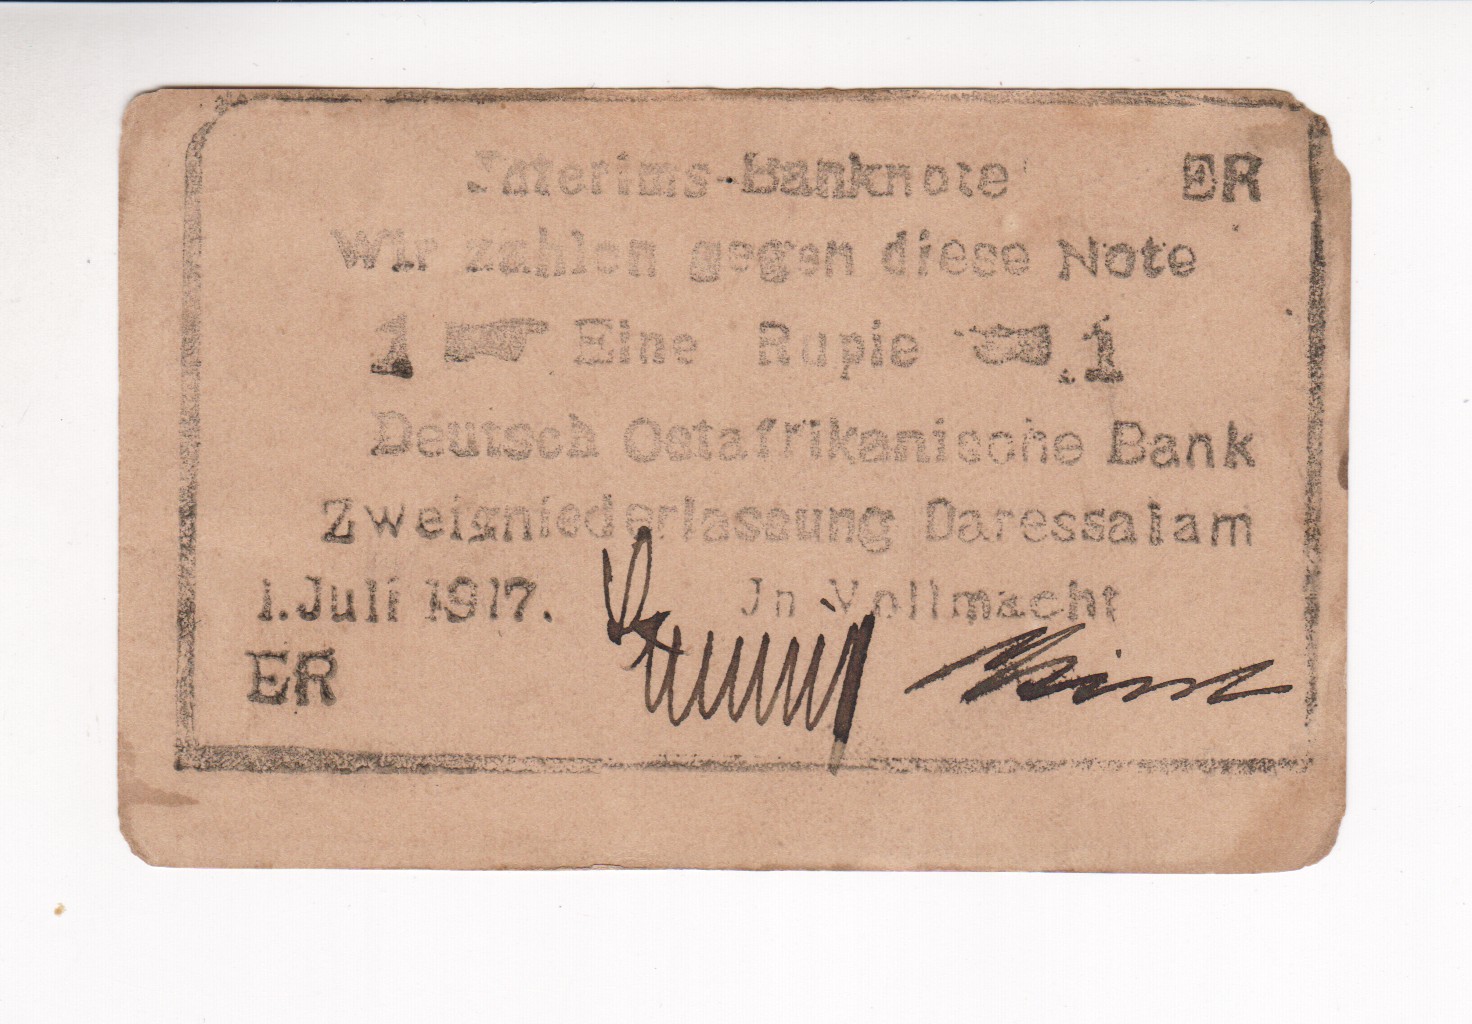 Interims-Banknote ER
Wir zahlen gegen diese Note
1 Eine Rupie 1
Deutsch Ostafrikanische Bank
Zweigniederlassung Daressalam
1. Juli 1917. Jn Vollmacht
ER